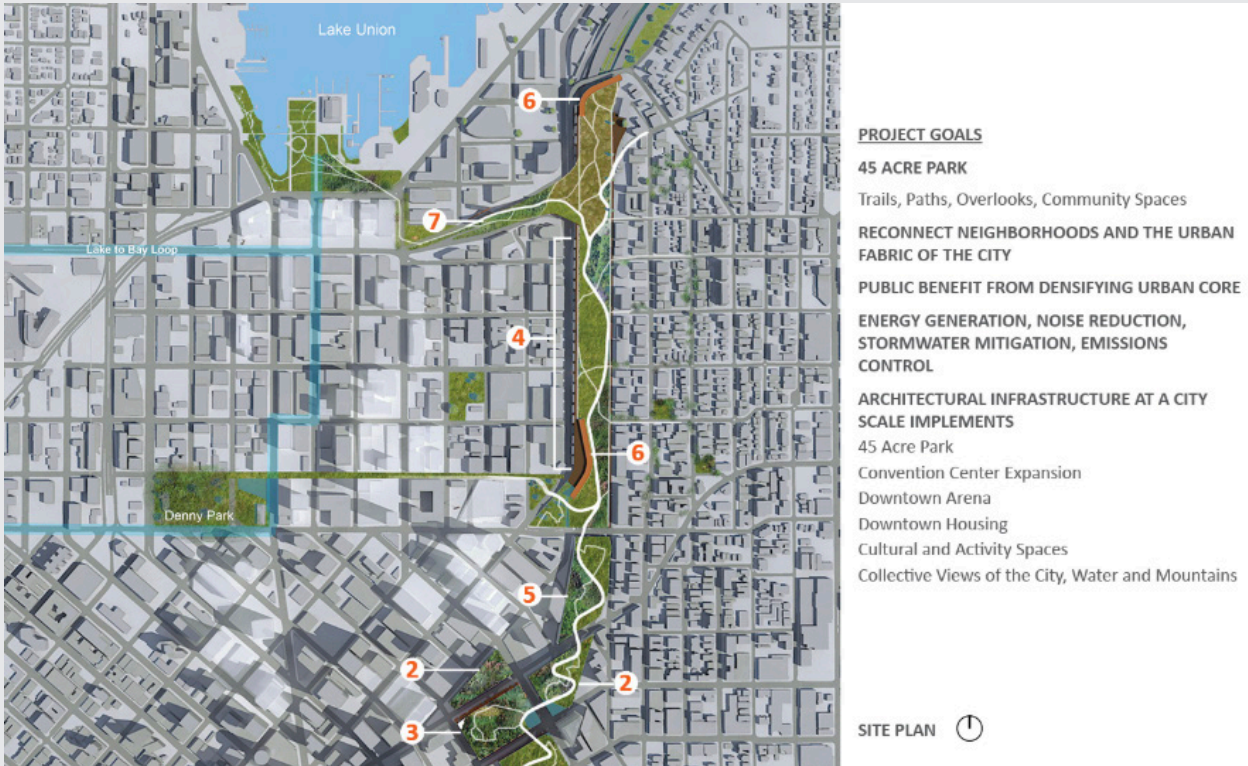 Lake Union
6
7
Lake to Bay Loop
4
6
Denny Park
5
2
2
3
PROJECT GOALS
45 ACRE PARK
Trails, Paths, Overlooks, Community Spaces
RECONNECT NEIGHBORHOODS AND THE URBAN
FABRIC OF THE CITY
PUBLIC BENEFIT FROM DENSIFYING URBAN CORE
ENERGY GENERATION, NOISE REDUCTION,
STORMWATER MITIGATION, EMISSIONS
CONTROL
ARCHITECTURAL INFRASTRUCTURE AT A CITY
SCALE IMPLEMENTS
45 Acre Park
Convention Center Expansion
Downtown Arena
Downtown Housing
Cultural and Activity Spaces
Collective Views of the City, Water and Mountains
SITE PLAN